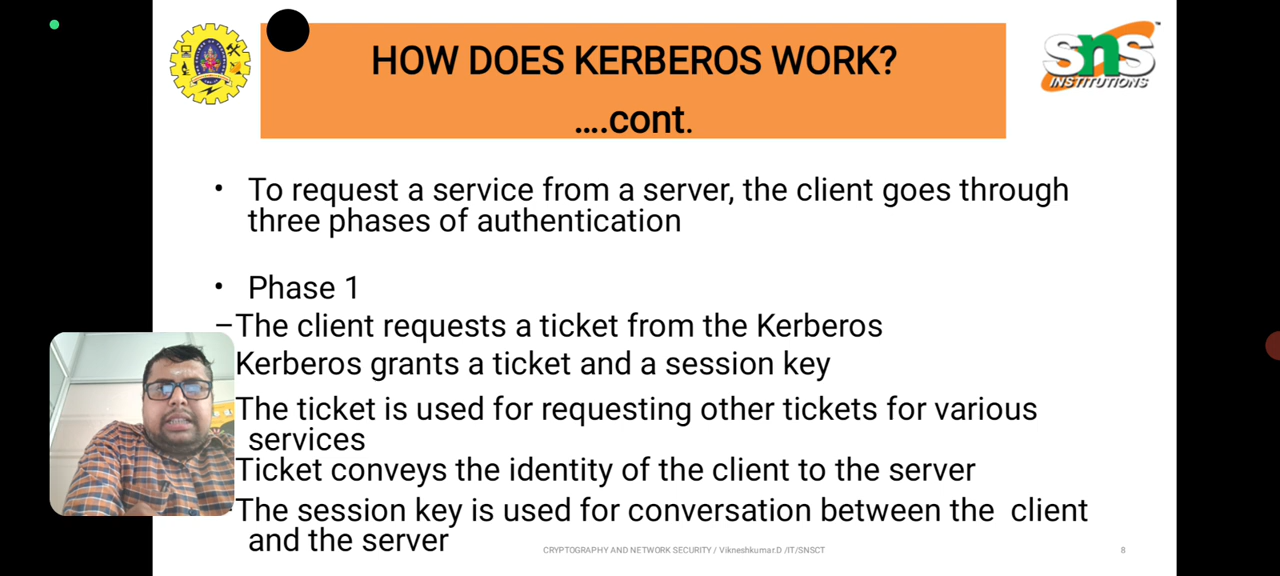 HOW DOES KERBEROS WORK?
....cont.
SNS
INSTITUTIONS
• To request a service from a server, the client goes through
three phases of authentication
• Phase 1
–The client requests a ticket from the Kerberos
Kerberos grants a ticket and a session key
The ticket is used for requesting other tickets for various
services
Ticket conveys the identity of the client to the server
-The session key is used for conversation between the client
and the server
CRYPTOGRAPHY AND NETWORK SECURITY / Vikneshkumar.D /IT/SNSCT
8